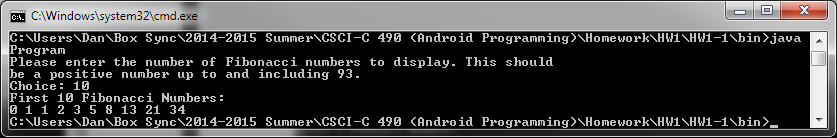 C:\Windows\system32\cmd.exe
C:\Users\Dan\Box Sync\2014-2015 Summer\CSCI-C 490 (Android Programming)\Homework\HW1\HW1-1\bin>java
Program
Please enter the number of Fibonacci numbers to display. This should
be a positive number up to and including 93.
Choice: 10
First 10 Fibonacci Numbers:
0 1 1 2 3 5 8 13 21 34
C:\Users\Dan\Box Sync\2014-2015 Summer\CSCI-C 490 (Android Programming)\Homework\HW1\HW1-1\bin>_